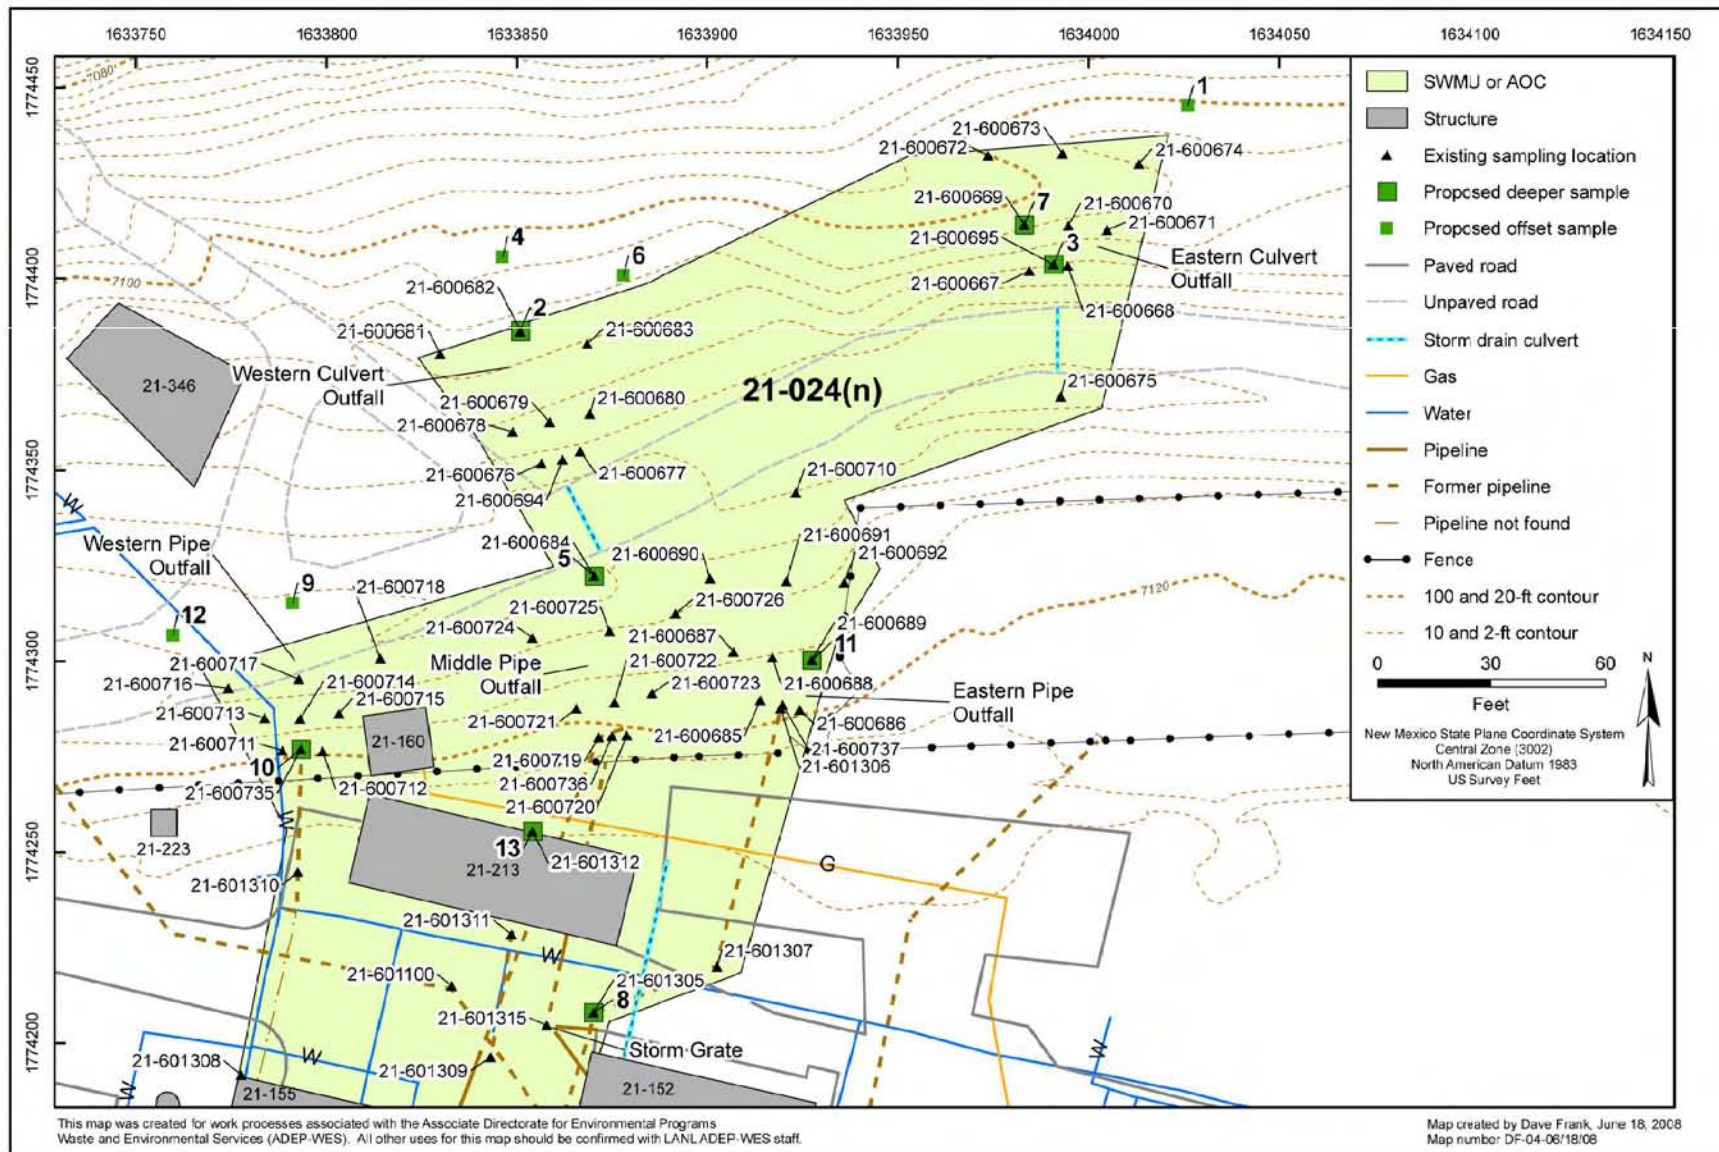 1633750 1633800 1633850 1633900 1633950 1634000 1634050 1634100 1634150
1774450
1774400
1774350
1774300
1774250
1774200
7080
7100
7120
1
21-600673
21-600672
21-600674
21-600669
7
21-600670
21-600671
21-600695
3
Eastern Culvert
Outfall
21-600667
21-600668
4
6
21-600682
2
21-600681
21-600683
Western Culvert
Outfall
21-346
21-024(n)
21-600675
21-600679
21-600680
21-600678
21-600676
21-600677
21-600694
21-600710
W
Western Pipe
Outfall
21-600684
5
21-600690
21-600691
21-600692
9
21-600718
12
21-600725
21-600726
21-600724
21-600687
21-600689
11
21-600717
Middle Pipe
Outfall
21-600722
21-600716
21-600714
21-600723
21-600688
Eastern Pipe
Outfall
21-600715
21-600713
21-600721
21-600686
21-600711
21-160
21-600685
21-600737
10
21-600719
21-601306
21-600735
21-600712
21-600736
21-600720
W
21-223
13
21-601312
21-213
G
21-601310
21-601311
W
21-601307
21-601100
21-601305
8
21-601315
Storm Grate
W
W
21-601308
21-601309
W
21-155
21-152
SWMU or AOC
Structure
Existing sampling location
Proposed deeper sample
Proposed offset sample
Paved road
Unpaved road
Storm drain culvert
Gas
Water
Pipeline
Former pipeline
Pipeline not found
Fence
100 and 20-ft contour
10 and 2-ft contour
0 30 60
Feet
N
New Mexico State Plane Coordinate System
Central Zone (3002)
North American Datum 1983
US Survey Feet
This map was created for work processes associated with the Associate Directorate for Environmental Programs
Waste and Environmental Services (ADEP-WES). All other uses for this map should be confirmed with LANL ADEP-WES staff.
Map created by Dave Frank, June 18, 2008
Map number DF-04-06/18/08